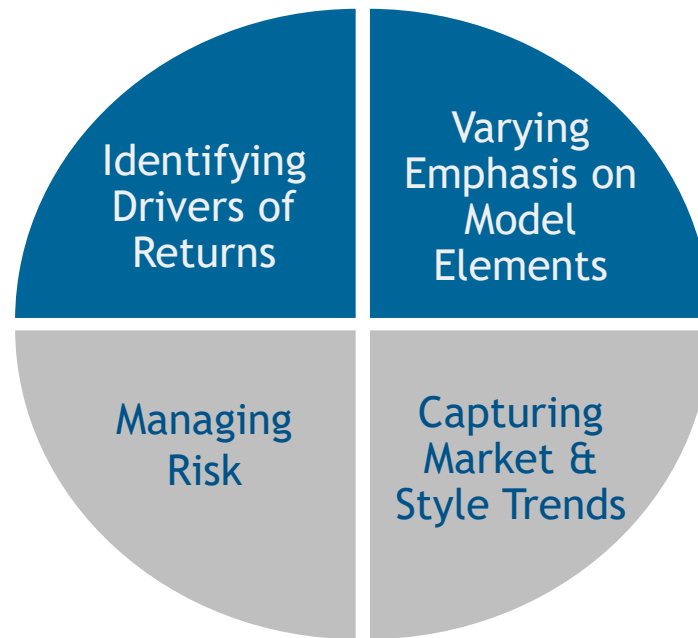 Identifying
Drivers of
Returns
Varying
Emphasis on
Model
Elements
Managing
Risk
Capturing
Market &
Style Trends